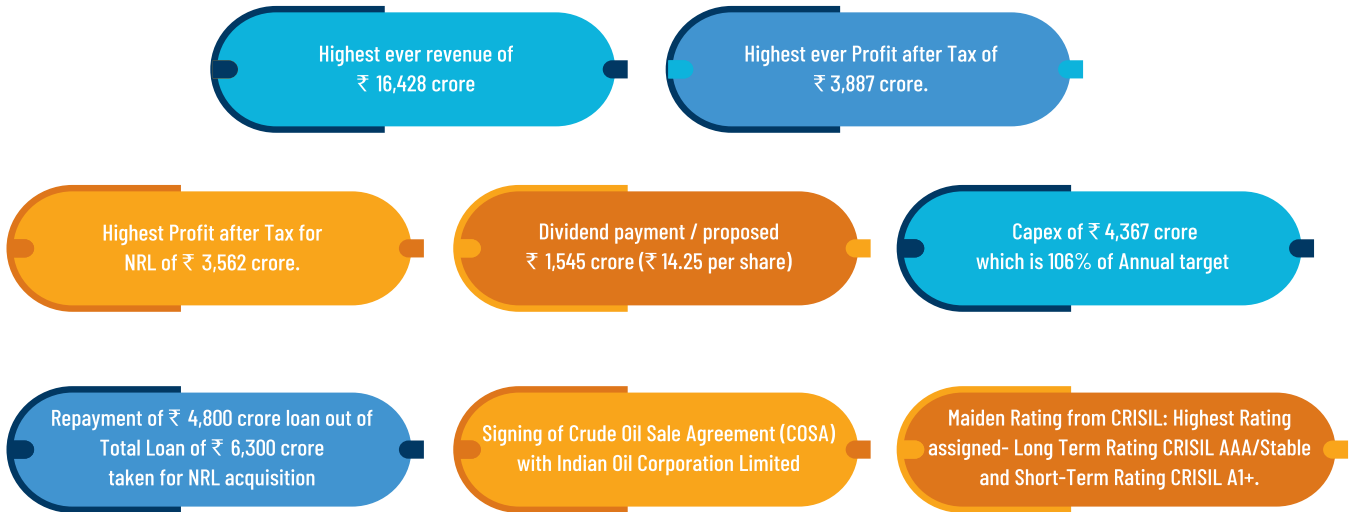 Highest ever revenue of
₹ 16,428 crore
Highest ever Profit after Tax of
₹ 3,887 crore.
Highest Profit after Tax for
NRL of ₹ 3,562 crore.
Dividend payment / proposed
₹ 1,545 crore (₹ 14.25 per share)
Capex of ₹ 4,367 crore
which is 106% of Annual target
Repayment of ₹ 4,800 crore loan out of
Total Loan of ₹ 6,300 crore
taken for NRL acquisition
Signing of Crude Oil Sale Agreement (COSA)
with Indian Oil Corporation Limited
Maiden Rating from CRISIL: Highest Rating
assigned- Long Term Rating CRISIL AAA/Stable
and Short-Term Rating CRISIL A1+.